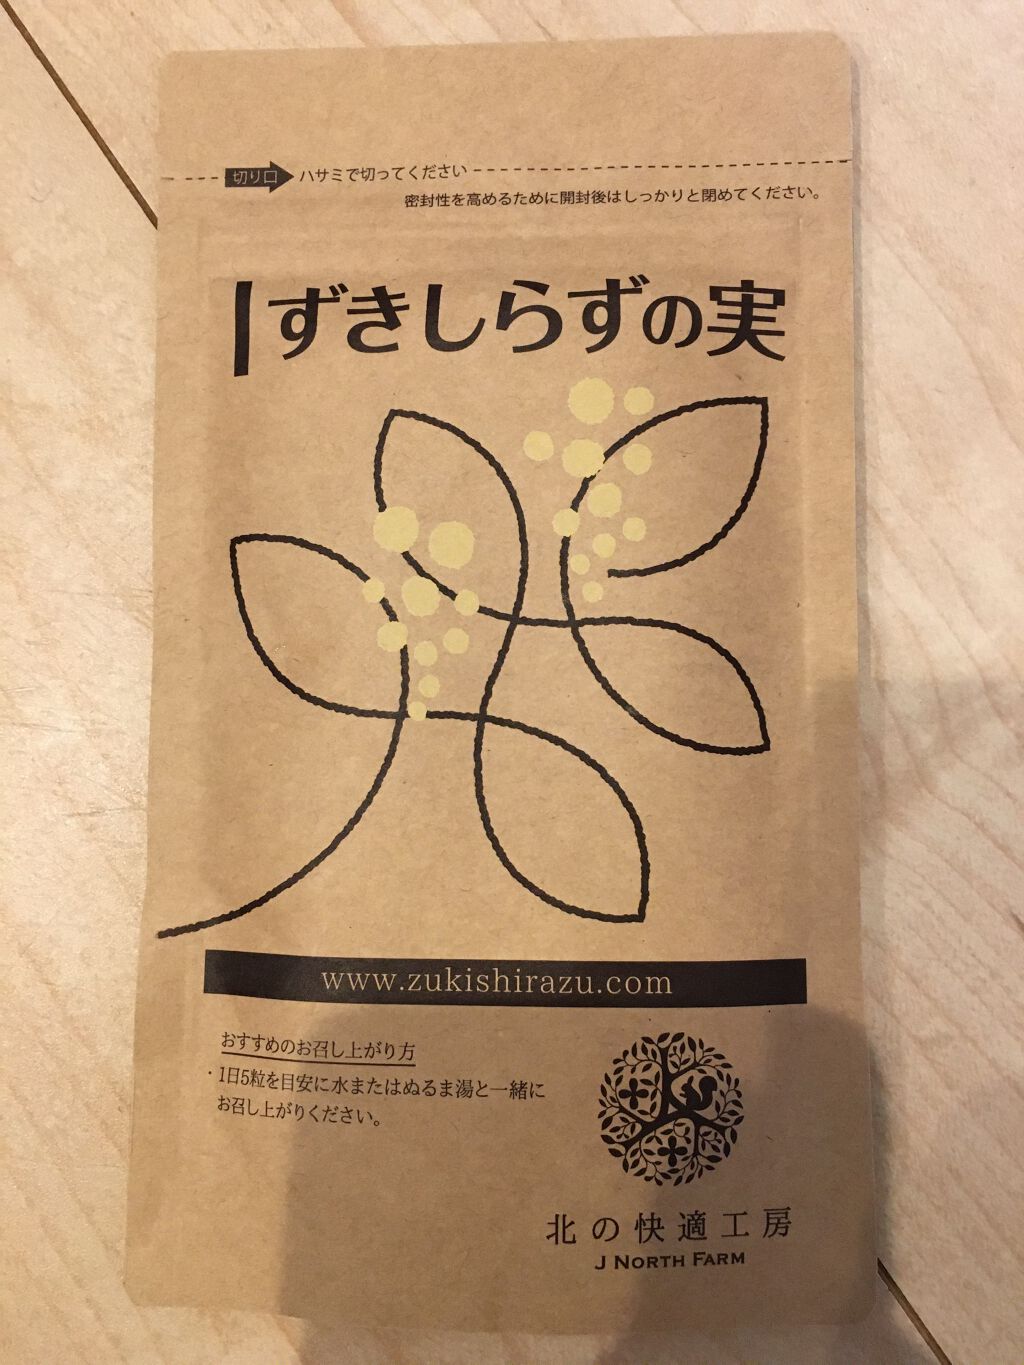 切り口 ハサミで切ってください
密封性を高めるために開封後はしっかりと閉めてください。
ずきしらずの実
www.zukishirazu.com
おすすめのお召し上がり方
・1日5粒を目安に水またはぬるま湯と一緒に
お召し上がりください。
北の快適工房
J NORTH FARM